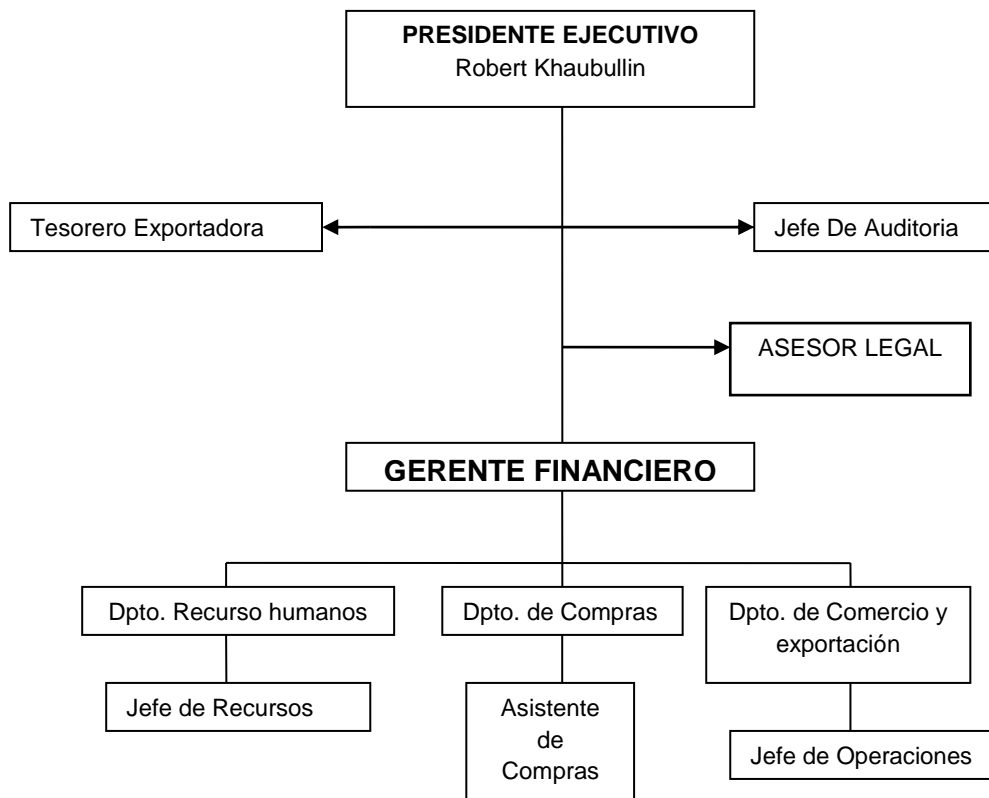 PRESIDENTE EJECUTIVO
Robert Khaubullin
Tesorero Exportadora
Jefe De Auditoria
ASESOR LEGAL
GERENTE FINANCIERO
Dpto. Recurso humanos
Dpto. de Compras
Dpto. de Comercio y
exportación
Jefe de Recursos
Asistente
de
Compras
Jefe de Operaciones